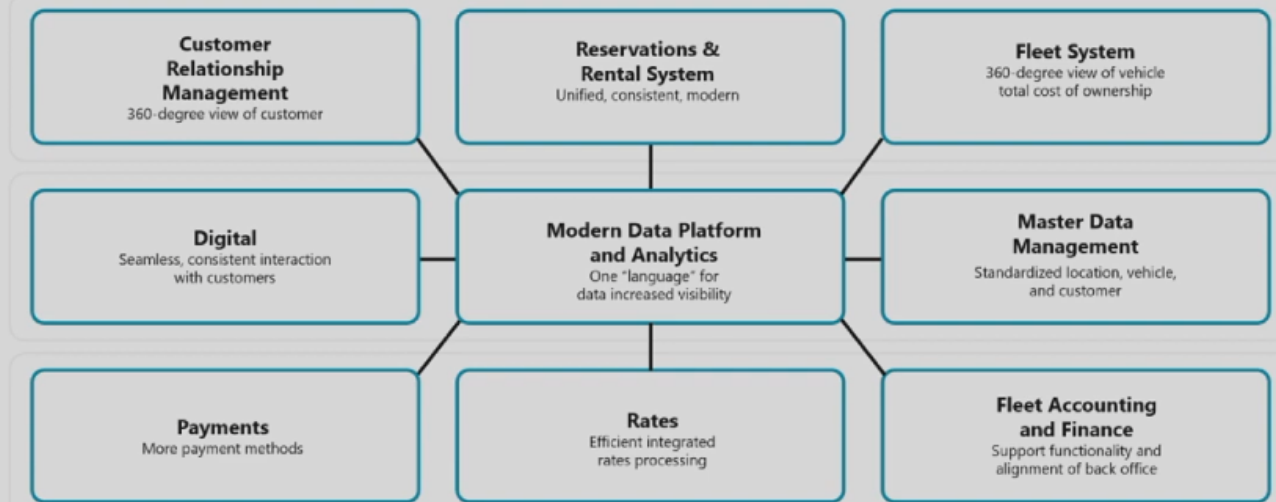 Customer
Relationship
Management
360-degree view of customer
Reservations &
Rental System
Unified, consistent, modern
Fleet System
360-degree view of vehicle
total cost of ownership
Digital
Seamless, consistent interaction
with customers
Modern Data Platform
and Analytics
One "language" for
data increased visibility
Master Data
Management
Standardized location, vehicle,
and customer
Payments
More payment methods
Rates
Efficient integrated
rates processing
Fleet Accounting
and Finance
Support functionality and
alignment of back office